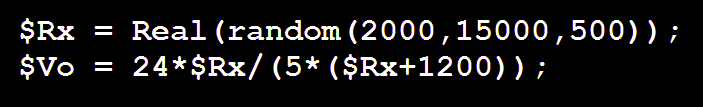 $Rx = Real(random(2000,15000,500));
$Vo = 24*$Rx/(5*($Rx+1200));